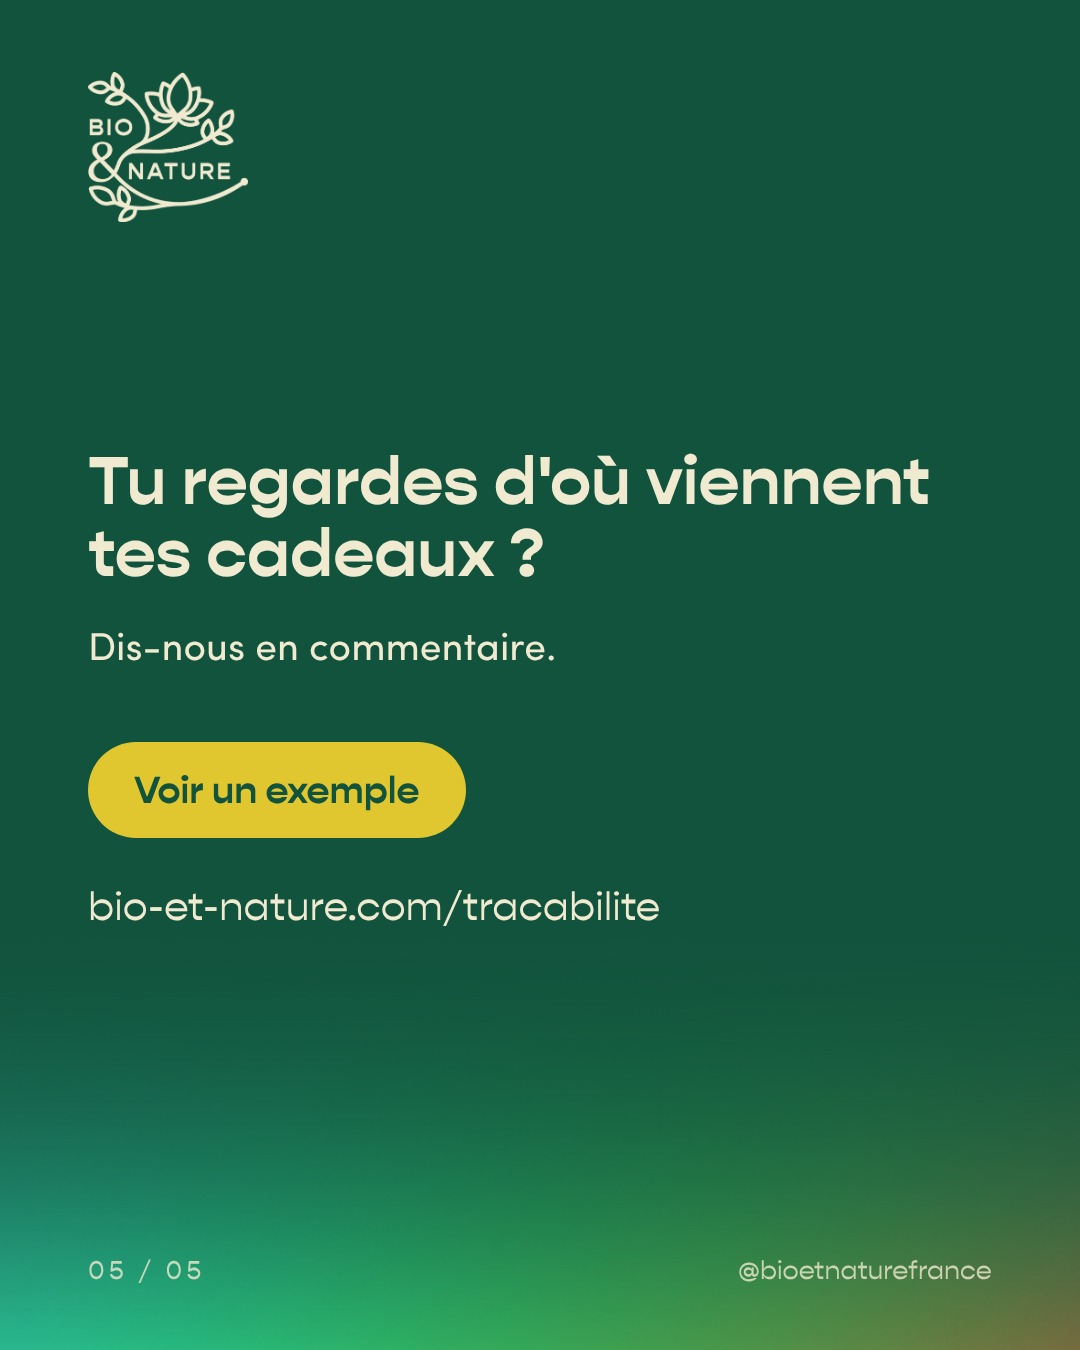 BIO
& NATURE
Tu regardes d'où viennent
tes cadeaux ?
Dis-nous en commentaire.
Voir un exemple
bio-et-nature.com/tracabilite
05 / 05
@bioetnaturefrance